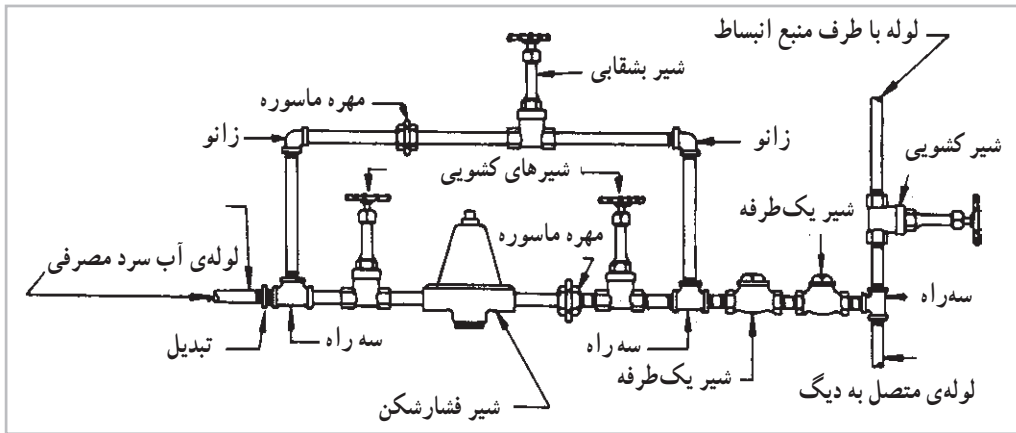 لوله با طرف منبع انبساط
شیر بشقابی
مهره ماسوره
زانو
زانو
شیر کشویی
شیرهای کشویی
شیر یک‌طرفه
مهره ماسوره
لوله‌ی آب سرد مصرفی
سه‌راه
تبدیل
سه راه
سه راه
شیر یک‌طرفه
لوله‌ی متصل به دیگ
شیر فشارشکن